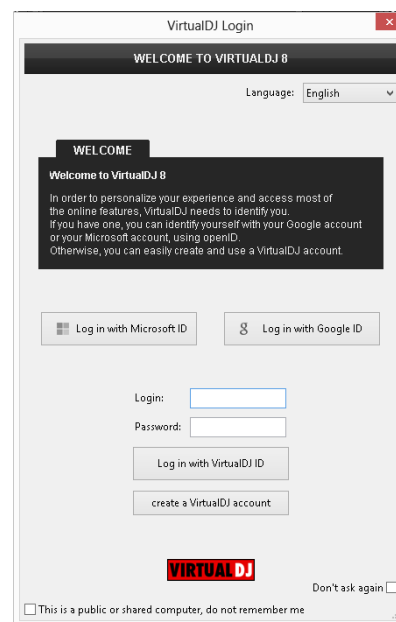 VirtualDJ Login
WELCOME TO VIRTUALDJ 8
Language: English
WELCOME
Welcome to VirtualDJ 8
In order to personalize your experience and access most of
the online features, VirtualDJ needs to identify you.
If you have one, you can identify yourself with your Google account
or your Microsoft account, using openID.
Otherwise, you can easily create and use a VirtualDJ account.
Log in with Microsoft ID
8 Log in with Google ID
Login:
Password:
Log in with VirtualDJ ID
create a VirtualDJ account
VIRTUAL DJ
Don't ask again
This is a public or shared computer, do not remember me